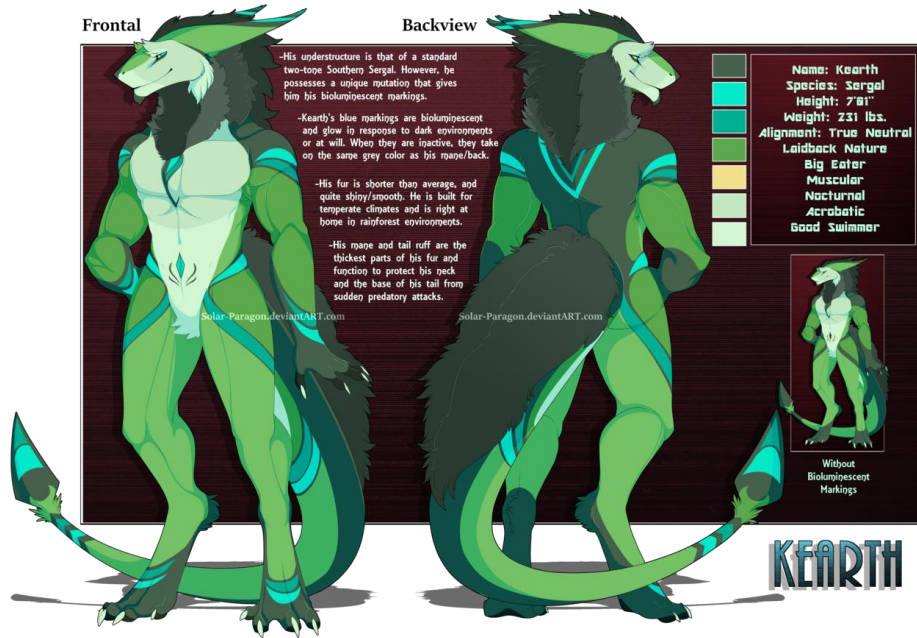 Frontal
Backview
-His understructure is that of a standard
two-tone Southern Sergal. However, he
possesses a unique mutation that gives
him his bioluminescent markings.
-Kearth's blue markings are bioluminescent
and glow in response to dark environments
or at will. When they are inactive, they take
on the same grey color as his mane/back.
-His fur is shorter than average, and
quite shiny/smooth. He is built for
temperate climates and is right at
home in rainforest environments.
-His mane and tail ruff are the
thickest parts of his fur and
function to protect his neck
and the base of his tail from
sudden predatory attacks.
Solar-Paragon.deviantART.com
Solar-Paragon.deviantART.com
Name: Kearth
Species: Sergal
Height: 7'01"
Weight: 231 lbs.
Alignment: True Neutral
Laidback Nature
Big Eater
Muscular
Nocturnal
Acrobatic
Good Swimmer
Without
Bioluminescent
Markings
KEARTH